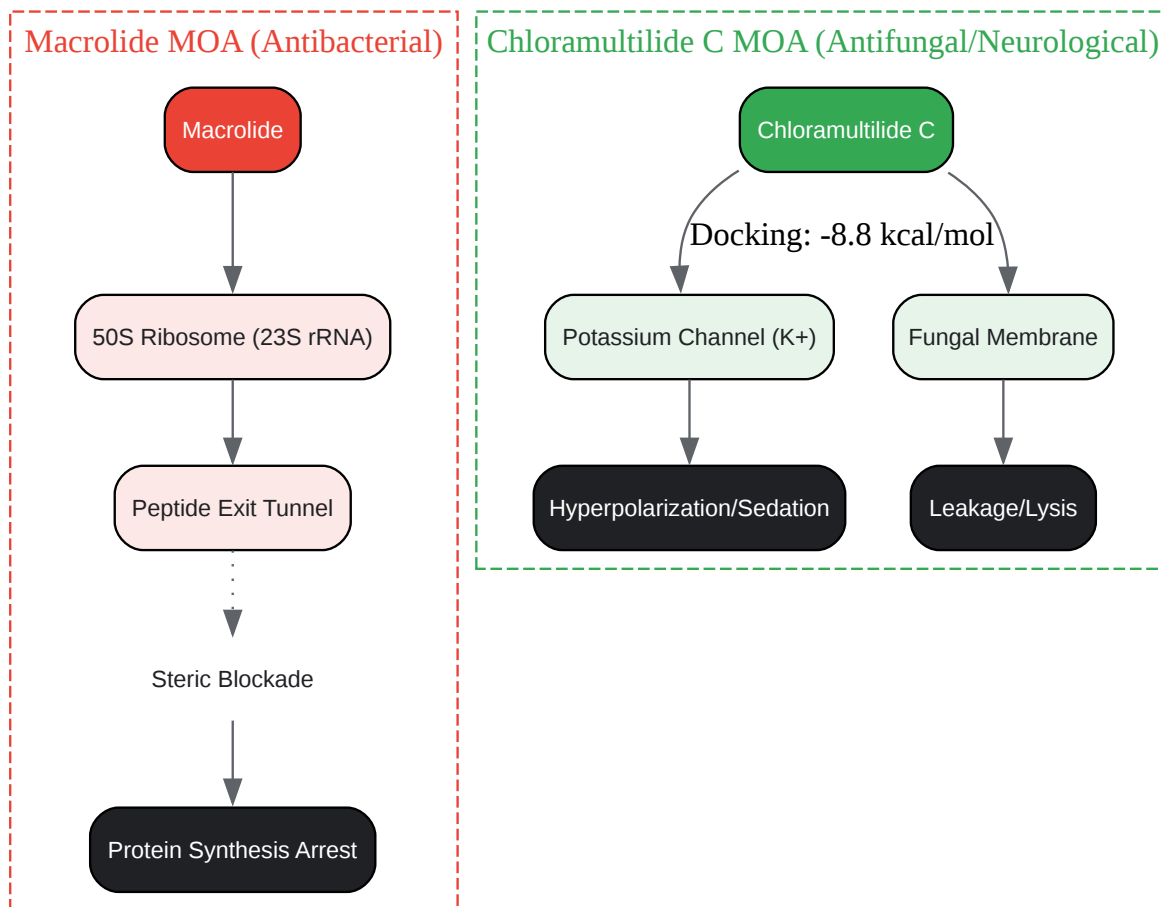 Macrolide MOA (Antibacterial)
Macrolide
50S Ribosome (23S rRNA)
Peptide Exit Tunnel
Steric Blockade
Protein Synthesis Arrest
Chloramultilide C MOA (Antifungal/Neurological)
Chloramultilide C
Docking: -8.8 kcal/mol
Potassium Channel (K+)
Fungal Membrane
Hyperpolarization/Sedation
Leakage/Lysis